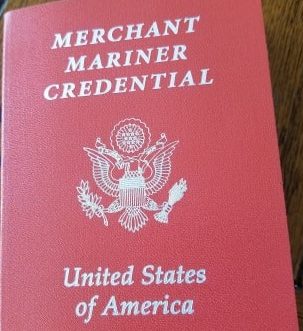 MERCHANT
MARINER
CREDENTIAL
United States
of America